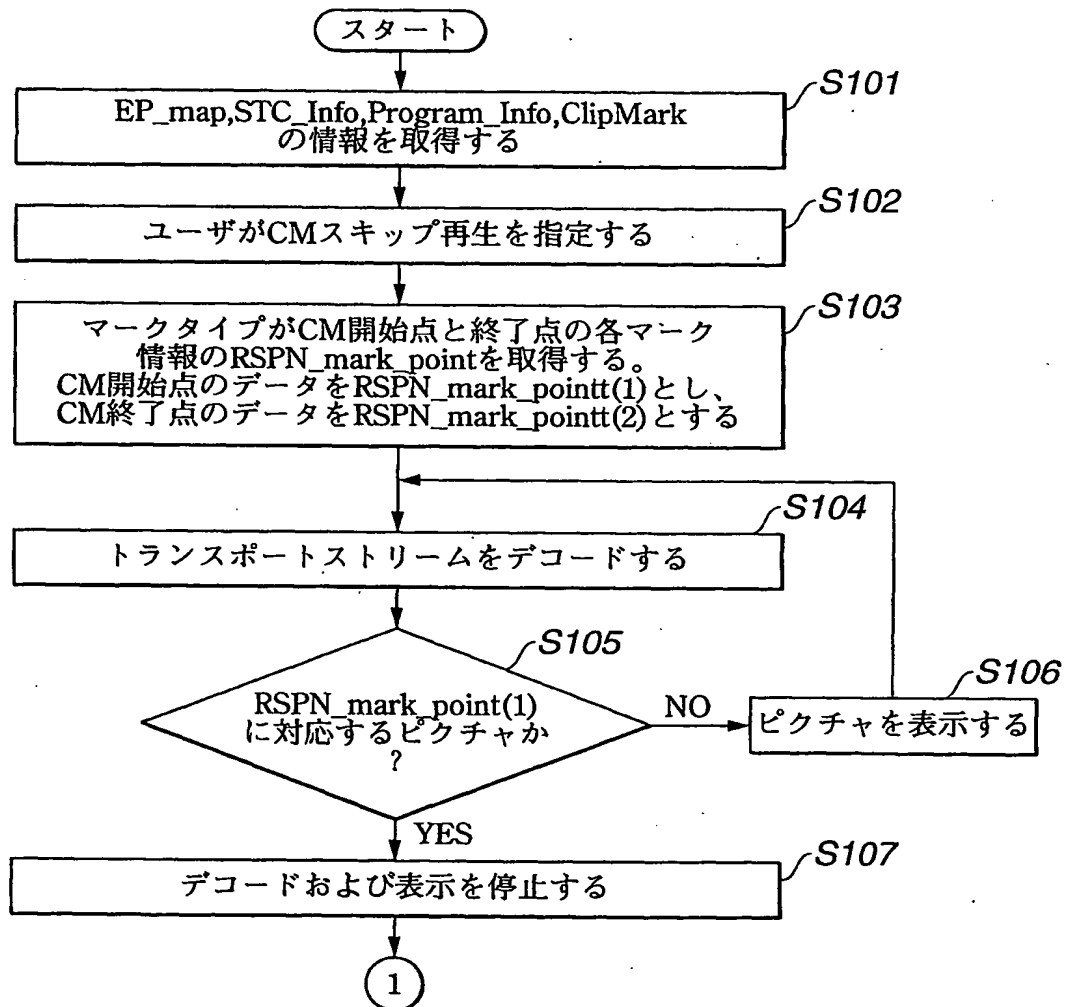 スタート
S101
EP_map,STC_Info,Program_Info,ClipMark
の情報を取得する
S102
ユーザがCMスキップ再生を指定する
S103
マークタイプがCM開始点と終了点の各マーク
情報のRSPN_mark_pointを取得する。
CM開始点のデータをRSPN_mark_pointt(1)とし、
CM終了点のデータをRSPN_mark_pointt(2)とする
S104
トランスポートストリームをデコードする
S105
RSPN_mark_point(1)
に対応するピクチャか
?
NO
S106
ピクチャを表示する
YES
S107
デコードおよび表示を停止する
1